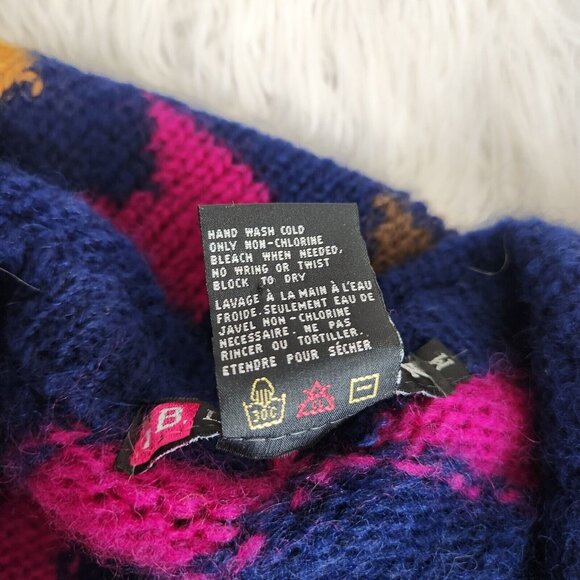 HAND WASH COLD
ONLY NON-CHLORINE
BLEACH WHEN NEEDED,
NO WRING OR TWIST
BLOCK TO DRY
LAVAGE À LA MAIN À L'EAU
FROIDE.SEULEMENT EAU DE
JAVEL NON-CHLORINE
NECESSAIRE. NE PAS
RINCER OU TORTILLER.
ETENDRE POUR SÉCHER
30C
B.
M